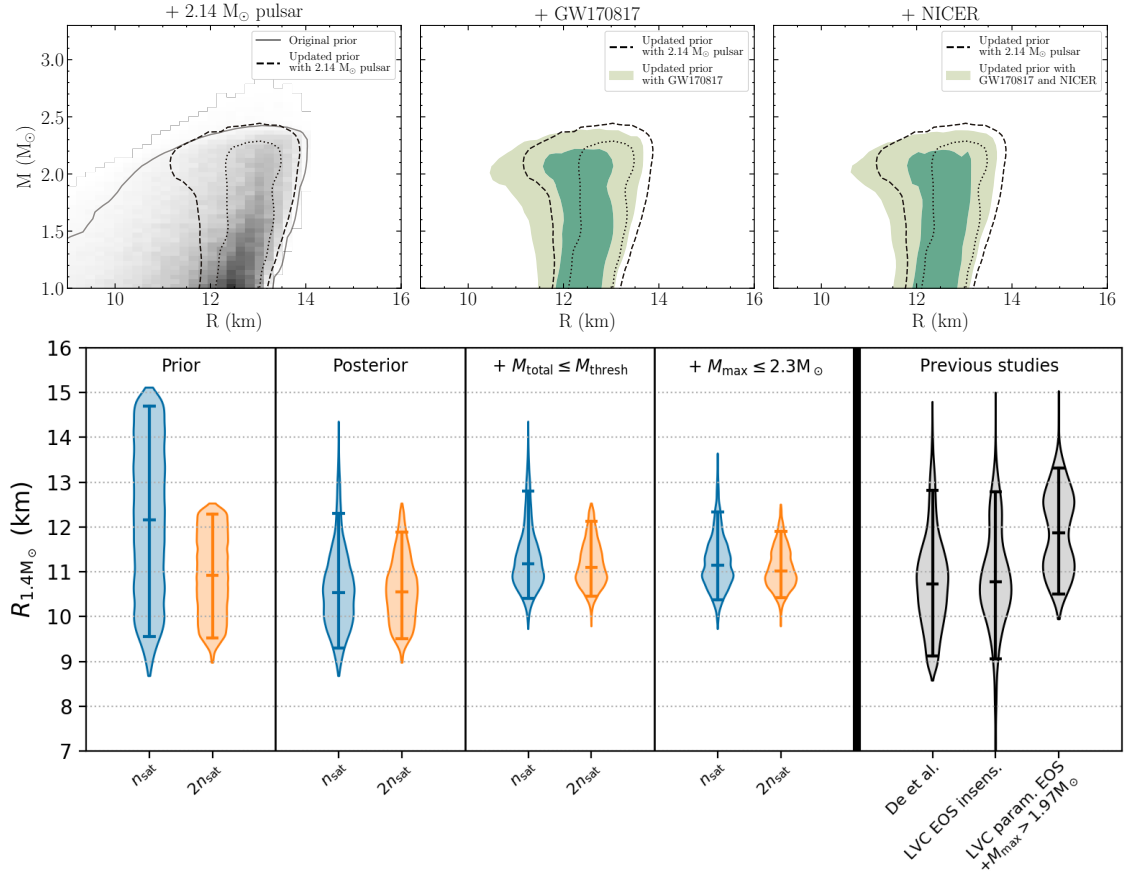 + 2.14 M⊙ pulsar
+ GW170817
+ NICER
Original prior
Updated prior
with 2.14 M⊙ pulsar
Updated prior
with 2.14 M⊙ pulsar
Updated prior
with GW170817
Updated prior
with 2.14 M⊙ pulsar
Updated prior with
GW170817 and NICER
M (M⊙)
3.0
2.5
2.0
1.5
1.0
10 12 14 16
10 12 14 16
10 12 14 16
R (km)
R (km)
R (km)
Prior
Posterior
+ Mtotal ≤ Mthresh
+ Mmax ≤ 2.3M⊙
Previous studies
R1.4M⊙ (km)
16
15
14
13
12
11
10
9
8
7
nsat
2nsat
nsat
2nsat
nsat
2nsat
nsat
2nsat
De et al.
LVC EOS insens.
LVC param. EOS
+Mmax > 1.97M⊙